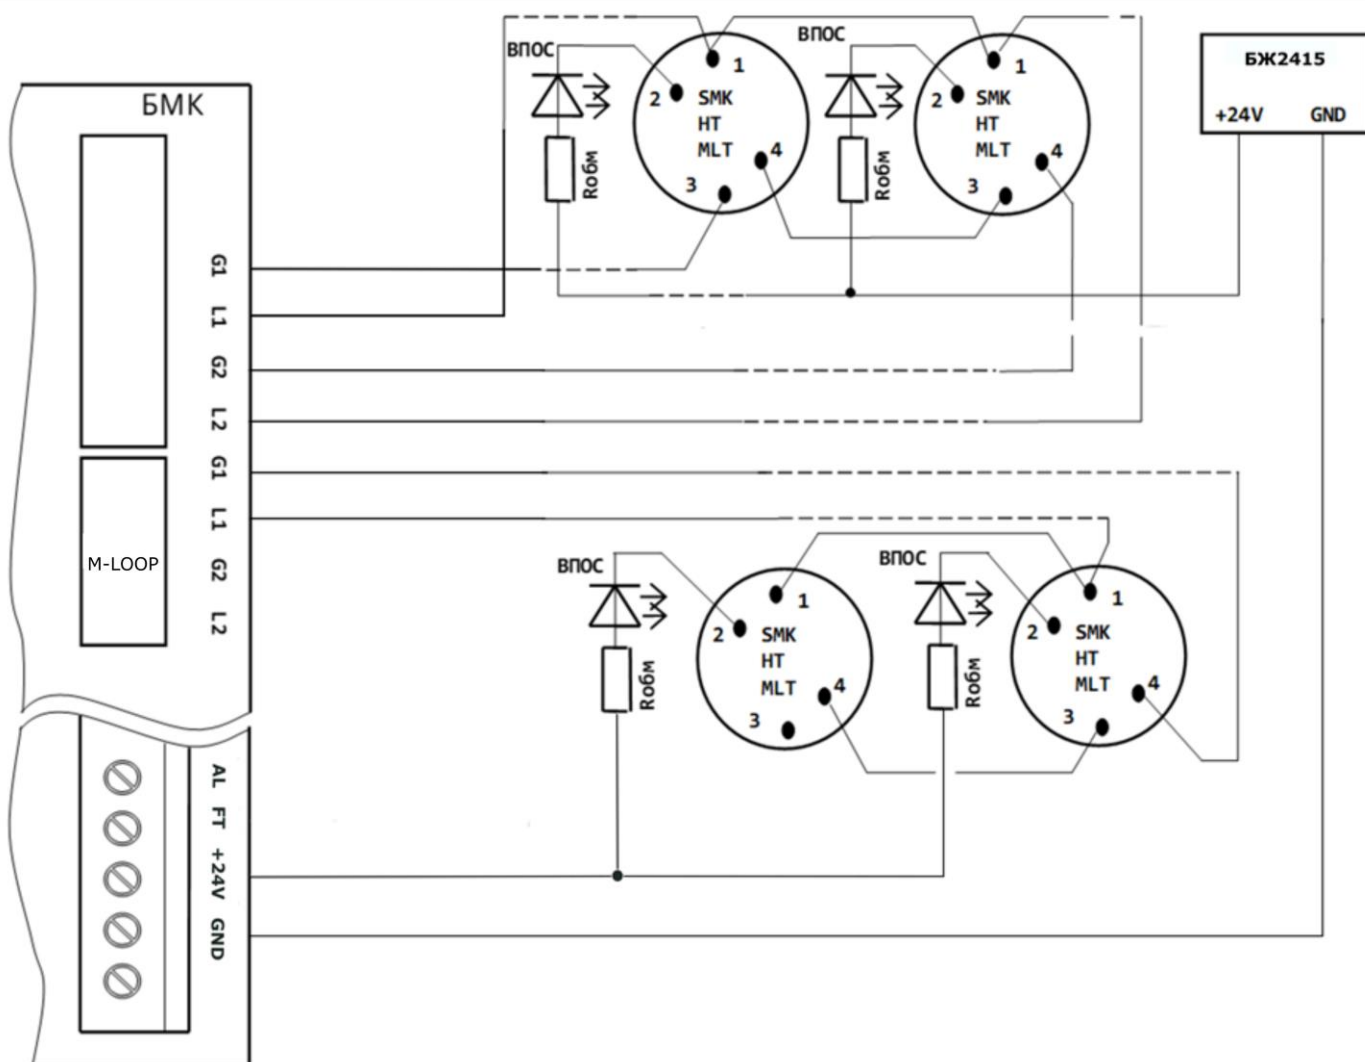 БМК
G1
L1
G2
L2
G1
L1
G2
L2
M-LOOP
AL
FT
+24V
GND
ВПОС
Rобм
1
2
SMK
HT
MLT
4
3
ВПОС
Rобм
1
2
SMK
HT
MLT
4
3
БЖ2415
+24V GND
ВПОС
Rобм
1
2
SMK
HT
MLT
4
3
ВПОС
Rобм
1
2
SMK
HT
MLT
4
3